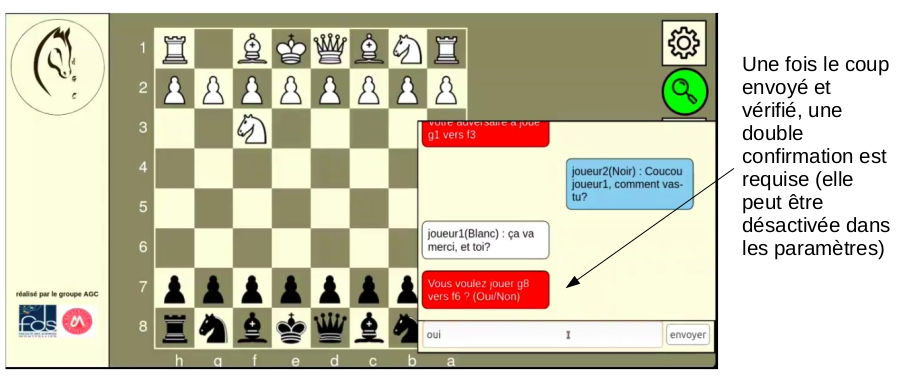 1
2
3
4
5
6
7
8
h
g
f
e
d
c
b
a
d
g
c
réalisé par le groupe AGC
fds
Votre adversaire a joué
g1 vers f3
joueur2(Noir) : Coucou
joueur1, comment vas-
tu?
joueur1(Blanc) : ça va
merci, et toi?
Vous voulez jouer g8
vers f6 ? (Oui/Non)
oui
envoyer
Une fois le coup
envoyé et
vérifié, une
double
confirmation est
requise (elle
peut être
désactivée dans
les paramètres)